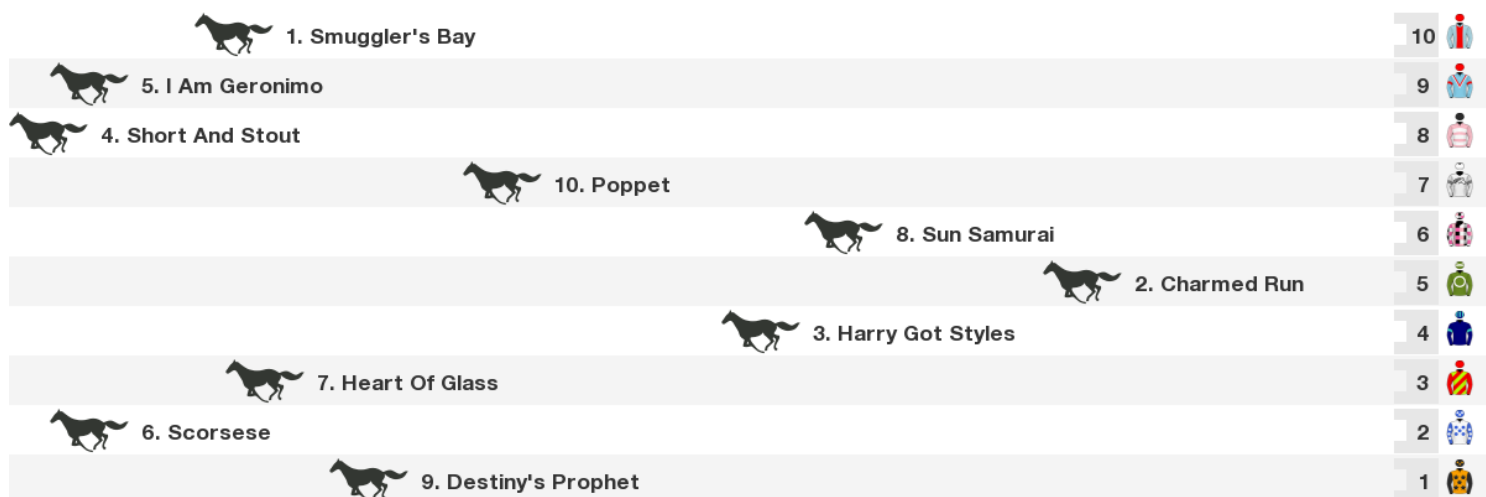 1. Smuggler's Bay 10
5. I Am Geronimo 9
4. Short And Stout 8
10. Poppet 7
8. Sun Samurai 6
2. Charmed Run 5
3. Harry Got Styles 4
7. Heart Of Glass 3
6. Scorsese 2
9. Destiny's Prophet 1